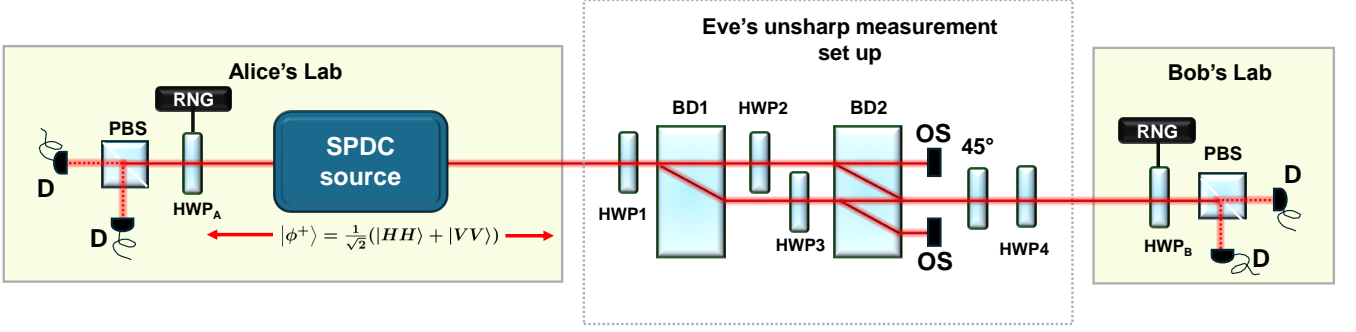 Eve's unsharp measurement
set up
Alice's Lab
Bob's Lab
RNG
PBS
D
D
HWP_A
SPDC
source
|ϕ⁺⟩ = 1/√2(|HH⟩ + |VV⟩)
HWP1
BD1
HWP2
HWP3
BD2
OS
OS
45°
HWP4
RNG
PBS
D
D
HWP_B